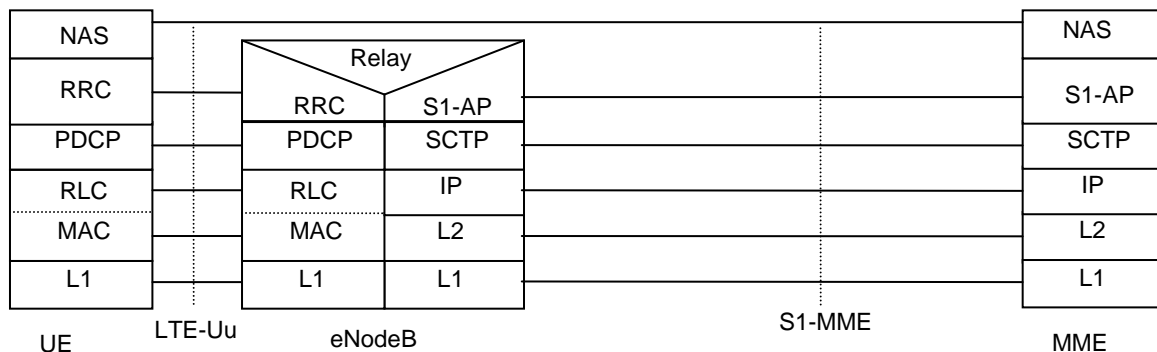 NAS
NAS
Relay
RRC
RRC
S1-AP
S1-AP
PDCP
PDCP
SCTP
SCTP
RLC
RLC
IP
IP
MAC
MAC
L2
L2
L1
L1
L1
L1
UE
LTE-Uu
eNodeB
S1-MME
MME